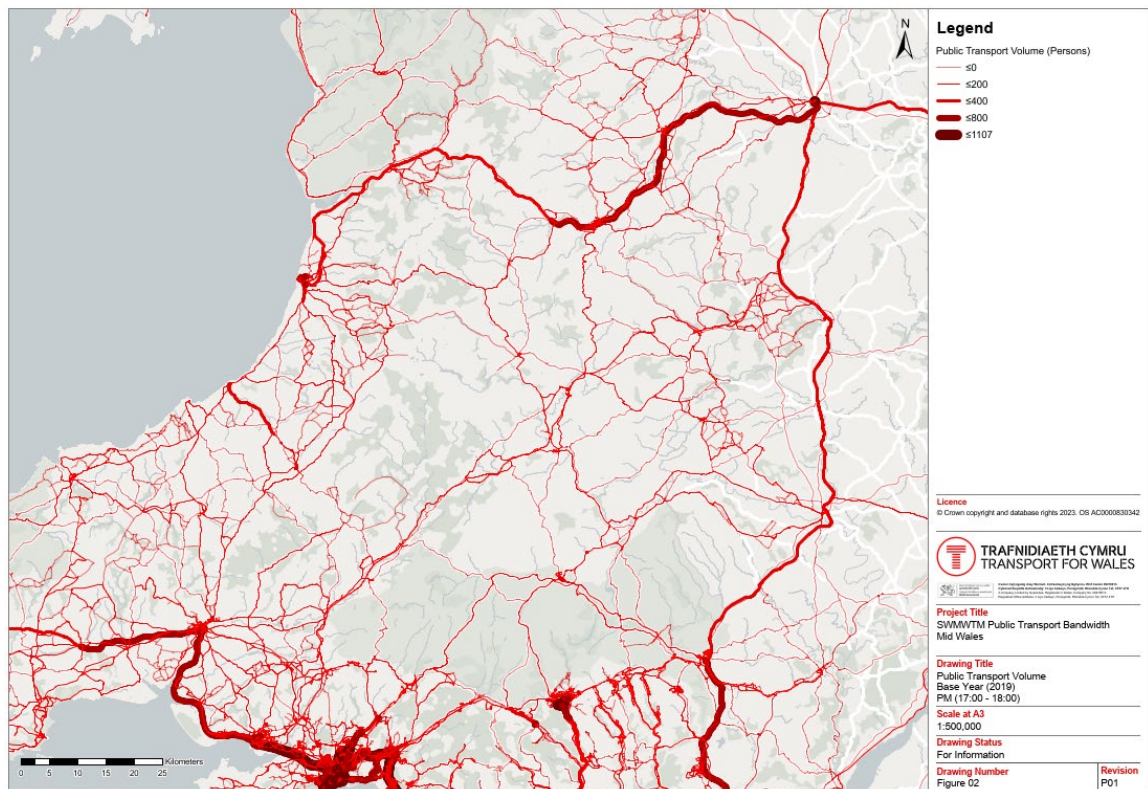 N
Legend
Public Transport Volume (Persons)
≤0
≤200
≤400
≤800
≤1107
Licence
© Crown copyright and database rights 2023. OS AC0000830342
TRAFNIDIAETH CYMRU
TRANSPORT FOR WALES
Project Title
SWMWTM Public Transport Bandwidth
Mid Wales
Drawing Title
Public Transport Volume
Base Year (2019)
PM (17:00 - 18:00)
Scale at A3
1:500,000
Drawing Status
For Information
Drawing Number
Figure 02
Revision
P01
Kilometers
0 5 10 15 20 25